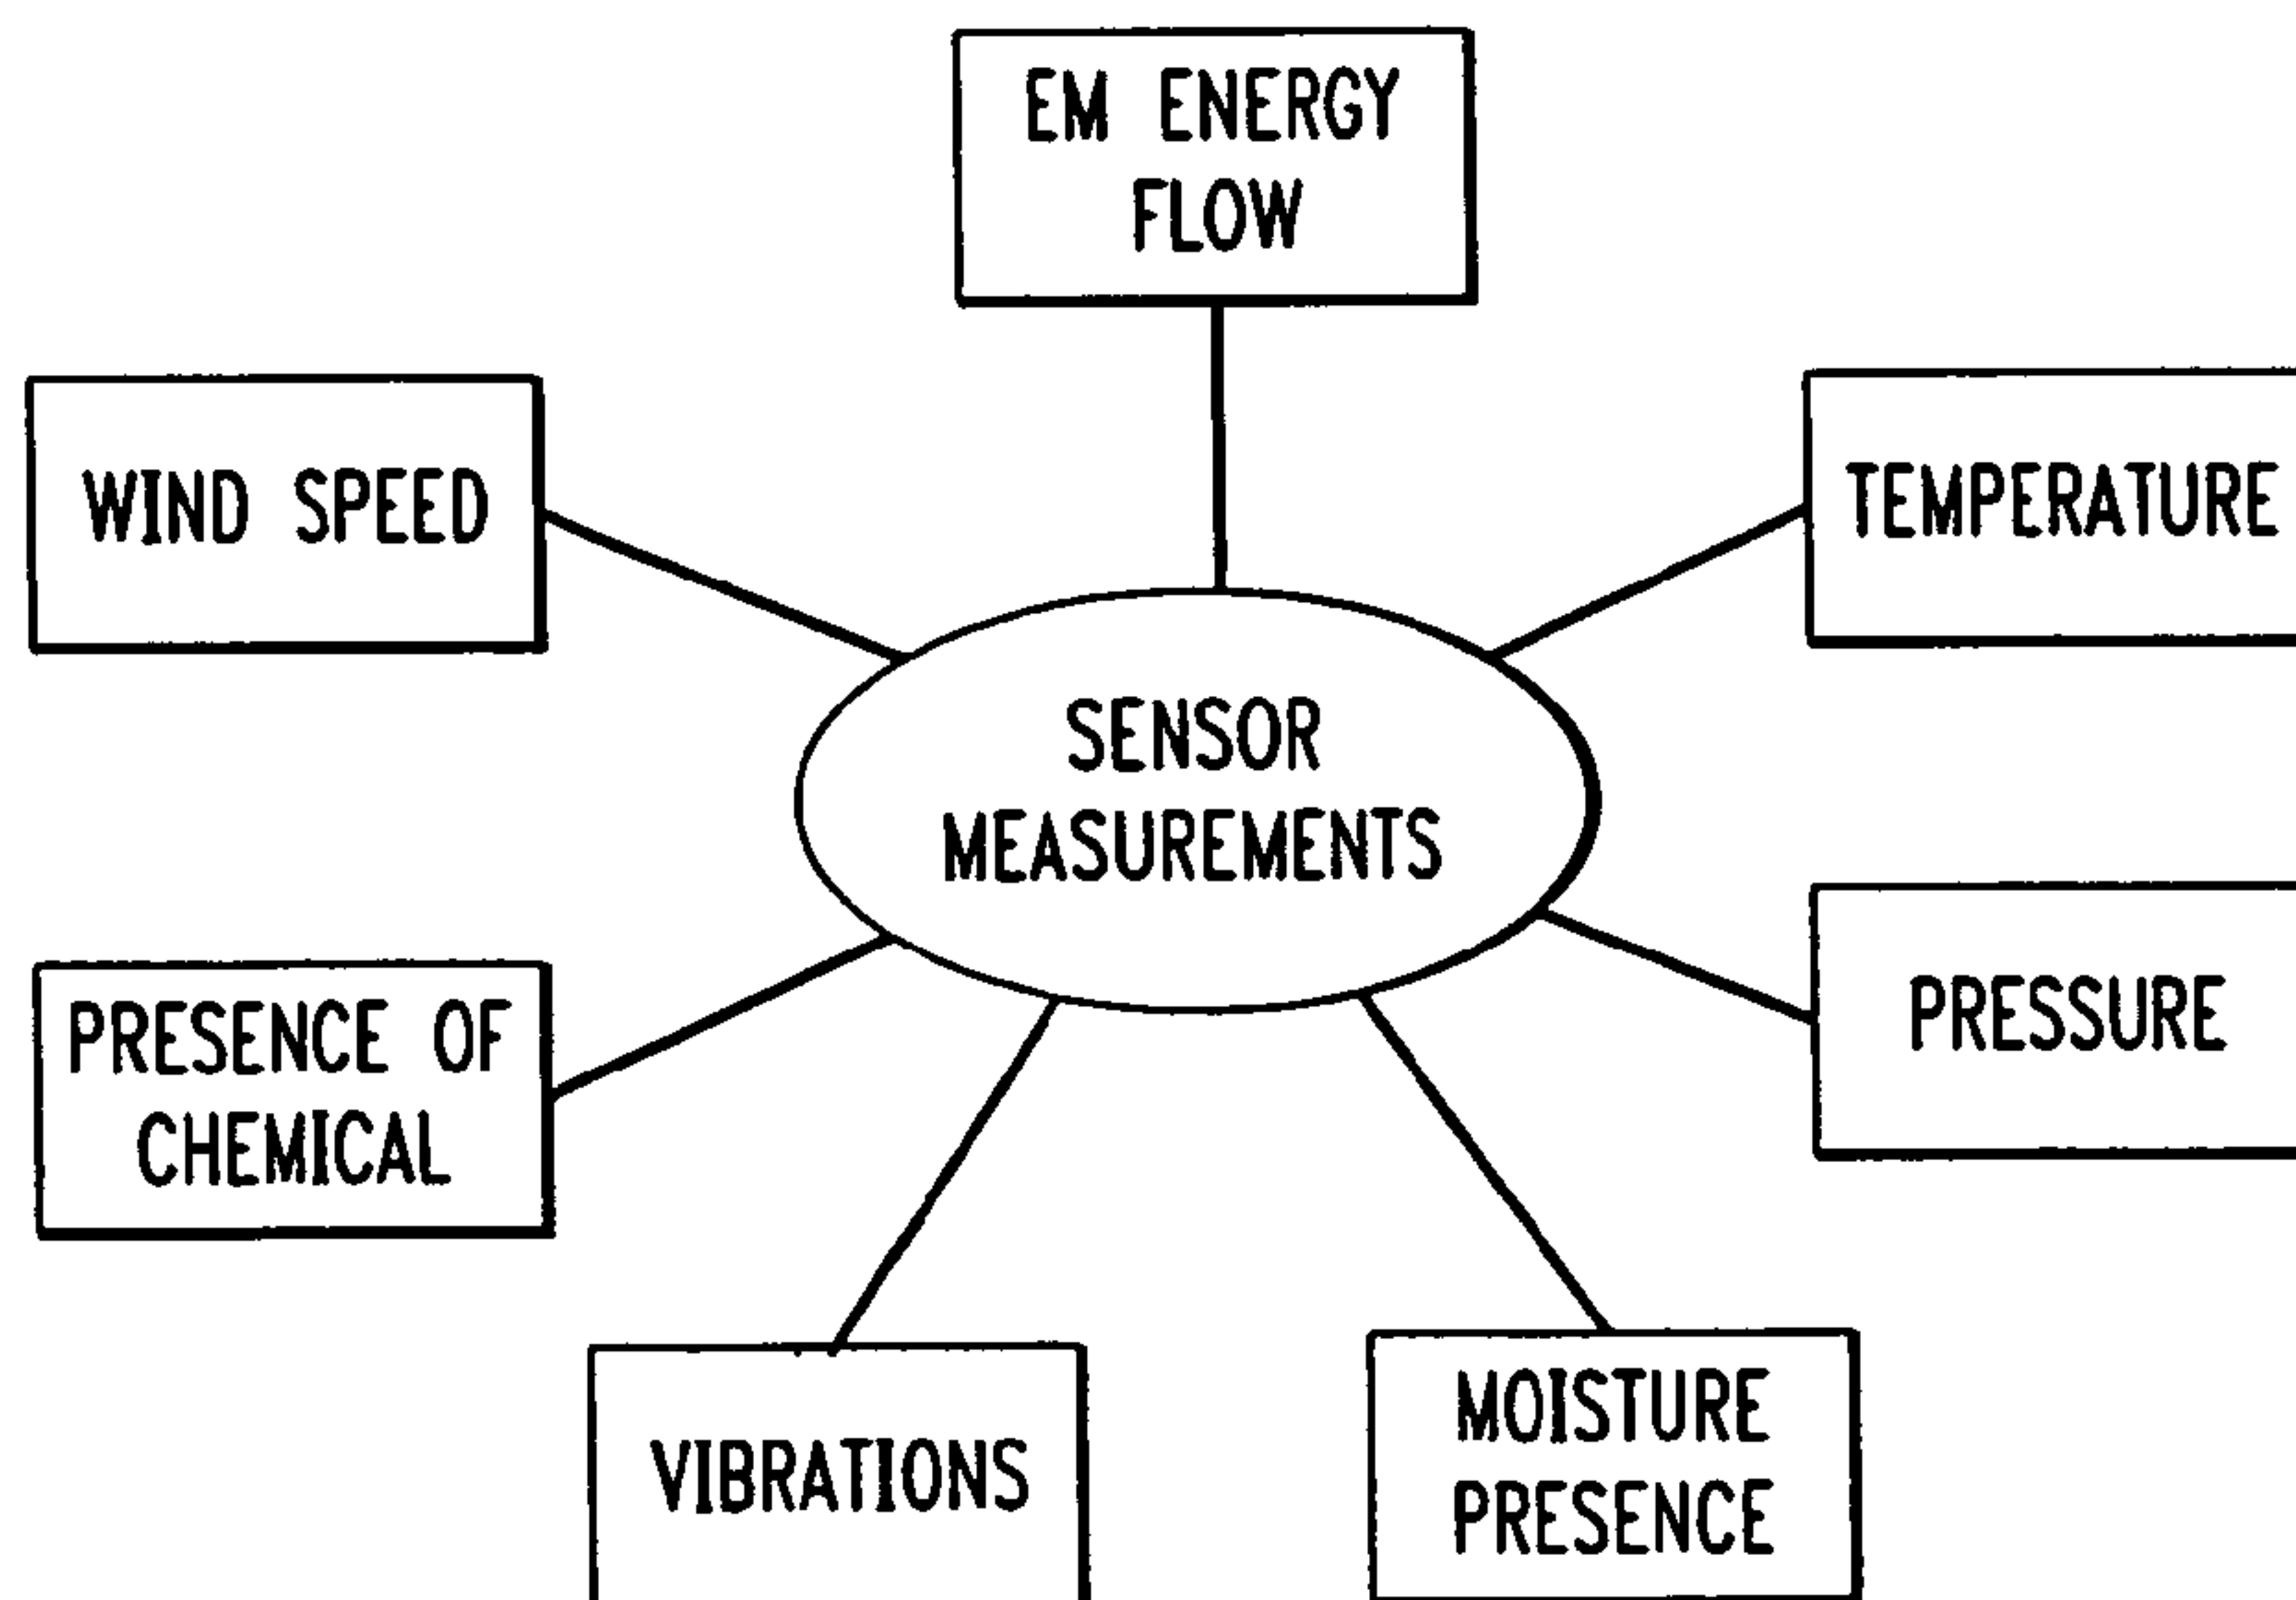 EM ENERGY
FLOW
WIND SPEED
TEMPERATURE
SENSOR
MEASUREMENTS
PRESENCE OF
CHEMICAL
PRESSURE
VIBRATIONS
MOISTURE
PRESENCE